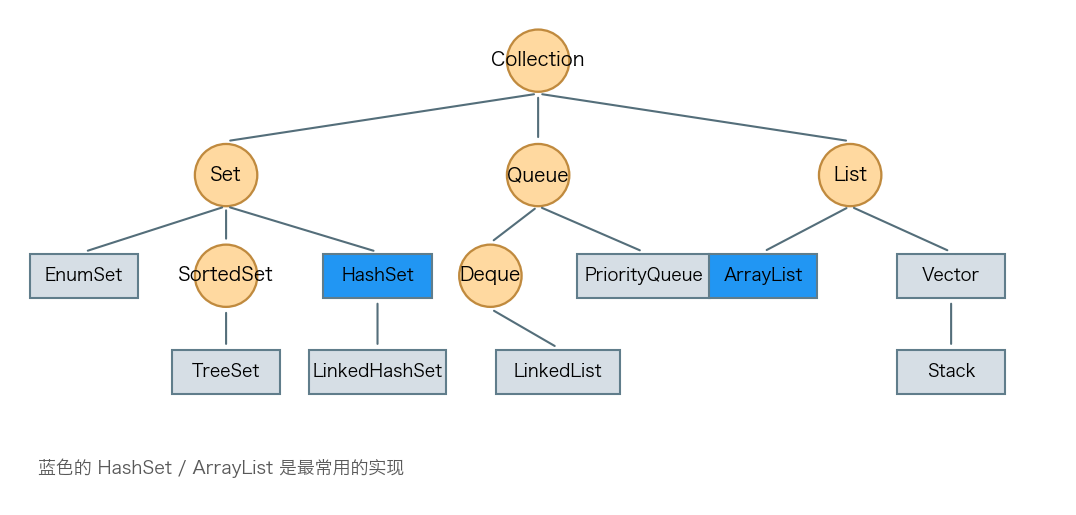 Collection
Set
Queue
List
EnumSet
SortedSet
HashSet
Deque
PriorityQueue
ArrayList
Vector
TreeSet
LinkedHashSet
LinkedList
Stack
蓝色的 HashSet / ArrayList 是最常用的实现